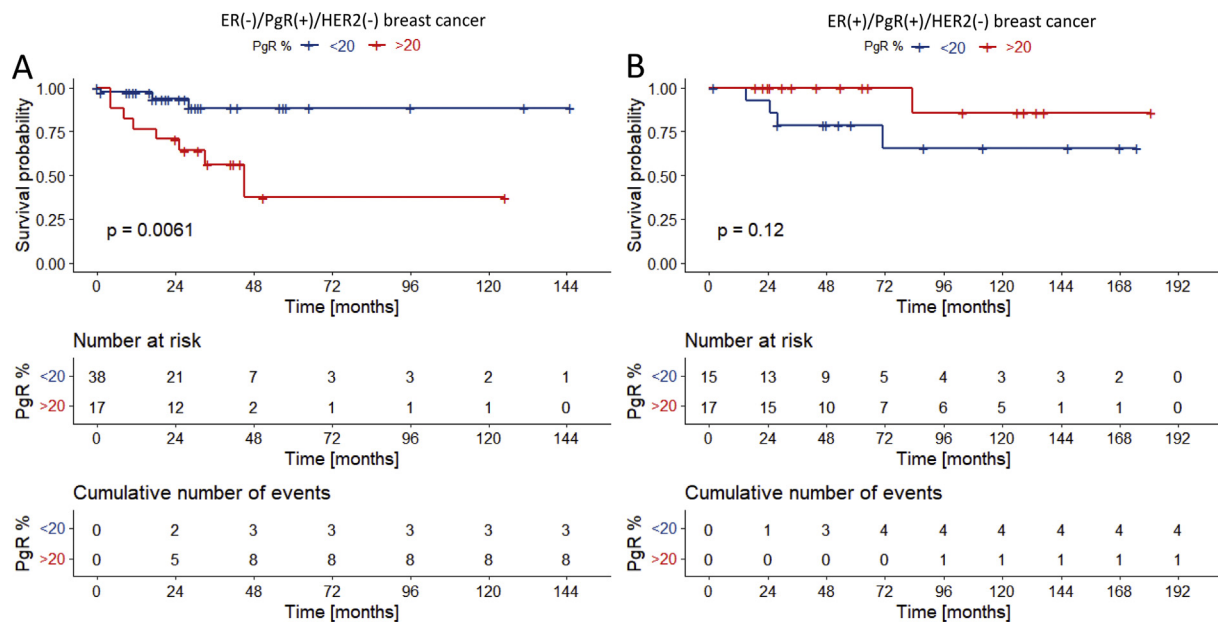 ER(-)/PgR(+)/HER2(-) breast cancer
PgR % <20 >20
A
Survival probability
1.00
0.75
0.50
0.25
0.00
p = 0.0061
0 24 48 72 96 120 144
Time [months]
Number at risk
PgR %
<20 38 21 7 3 3 2 1
>20 17 12 2 1 1 1 0
0 24 48 72 96 120 144
Time [months]
Cumulative number of events
PgR %
<20 0 2 3 3 3 3 3
>20 0 5 8 8 8 8 8
0 24 48 72 96 120 144
Time [months]
ER(+)/PgR(+)/HER2(-) breast cancer
PgR % <20 >20
B
Survival probability
1.00
0.75
0.50
0.25
0.00
p = 0.12
0 24 48 72 96 120 144 168 192
Time [months]
Number at risk
PgR %
<20 15 13 9 5 4 3 3 2 0
>20 17 15 10 7 6 5 1 1 0
0 24 48 72 96 120 144 168 192
Time [months]
Cumulative number of events
PgR %
<20 0 1 3 4 4 4 4 4 4
>20 0 0 0 0 1 1 1 1 1
0 24 48 72 96 120 144 168 192
Time [months]